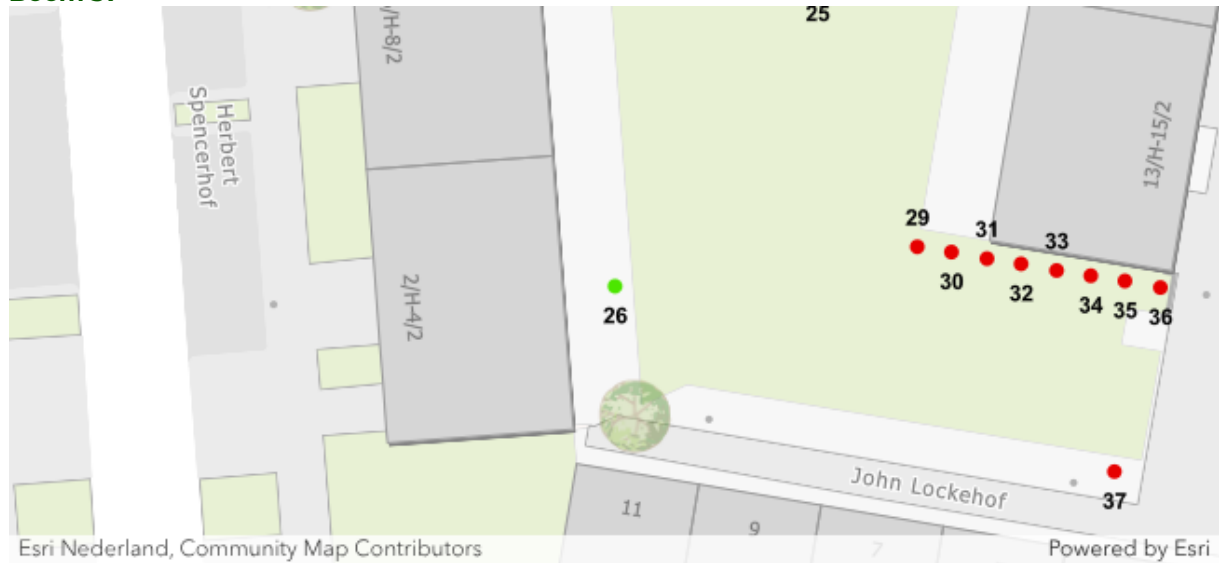 25
/H-8/2
Herbert
Spencerhof
13/H-15/2
29
31
33
30
32
34
35
36
2/H-4/2
26
John Lockehof
37
11
9
7
Esri Nederland, Community Map Contributors
Powered by Esri